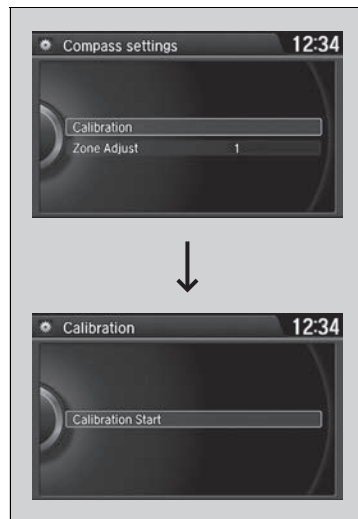 Compass settings 12:34
Calibration
Zone Adjust 1
Calibration 12:34
Calibration Start